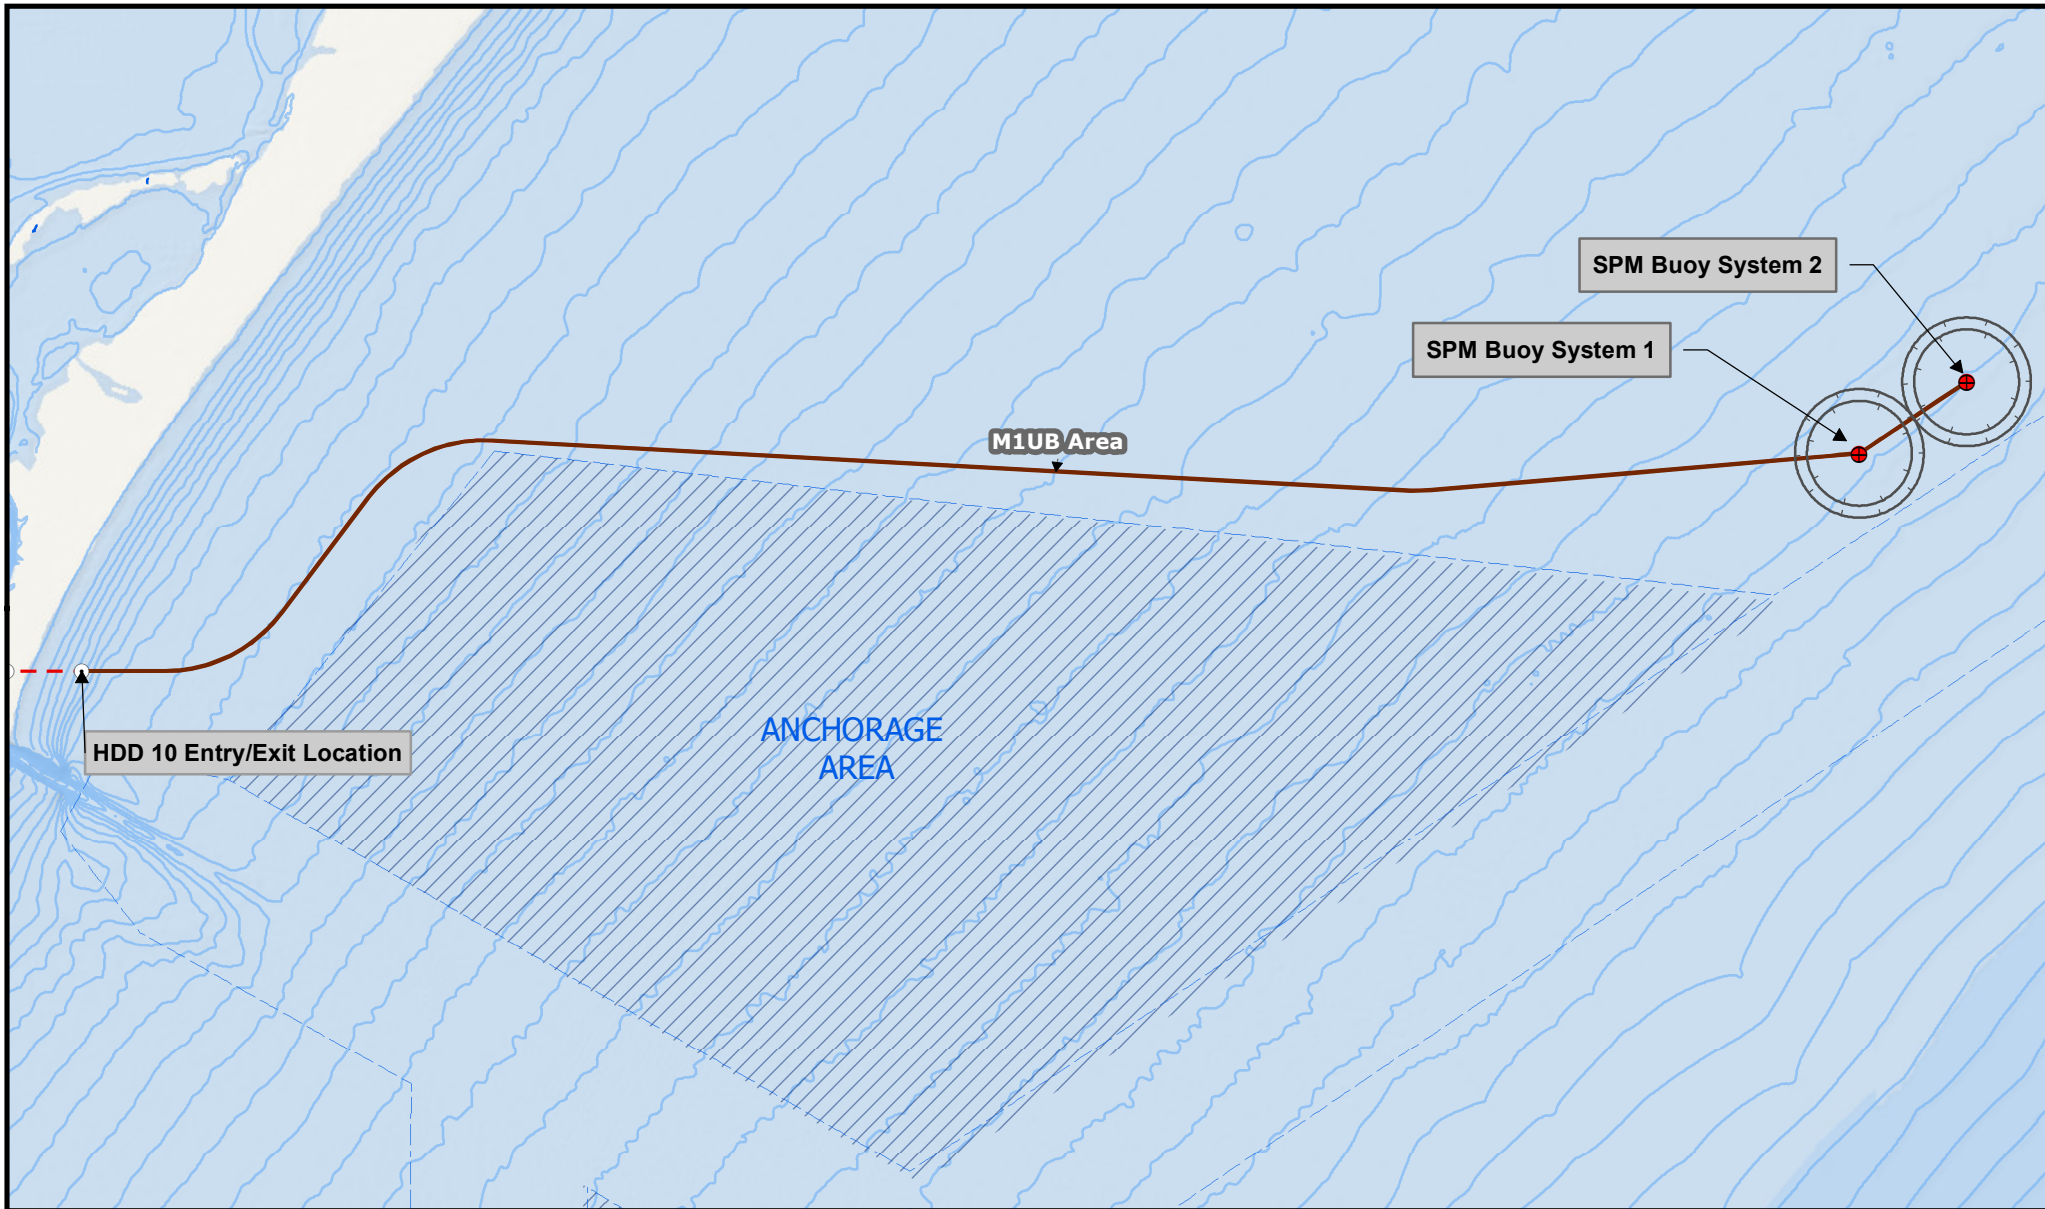 SPM Buoy System 2
SPM Buoy System 1
M1UB Area
ANCHORAGE
AREA
HDD 10 Entry/Exit Location